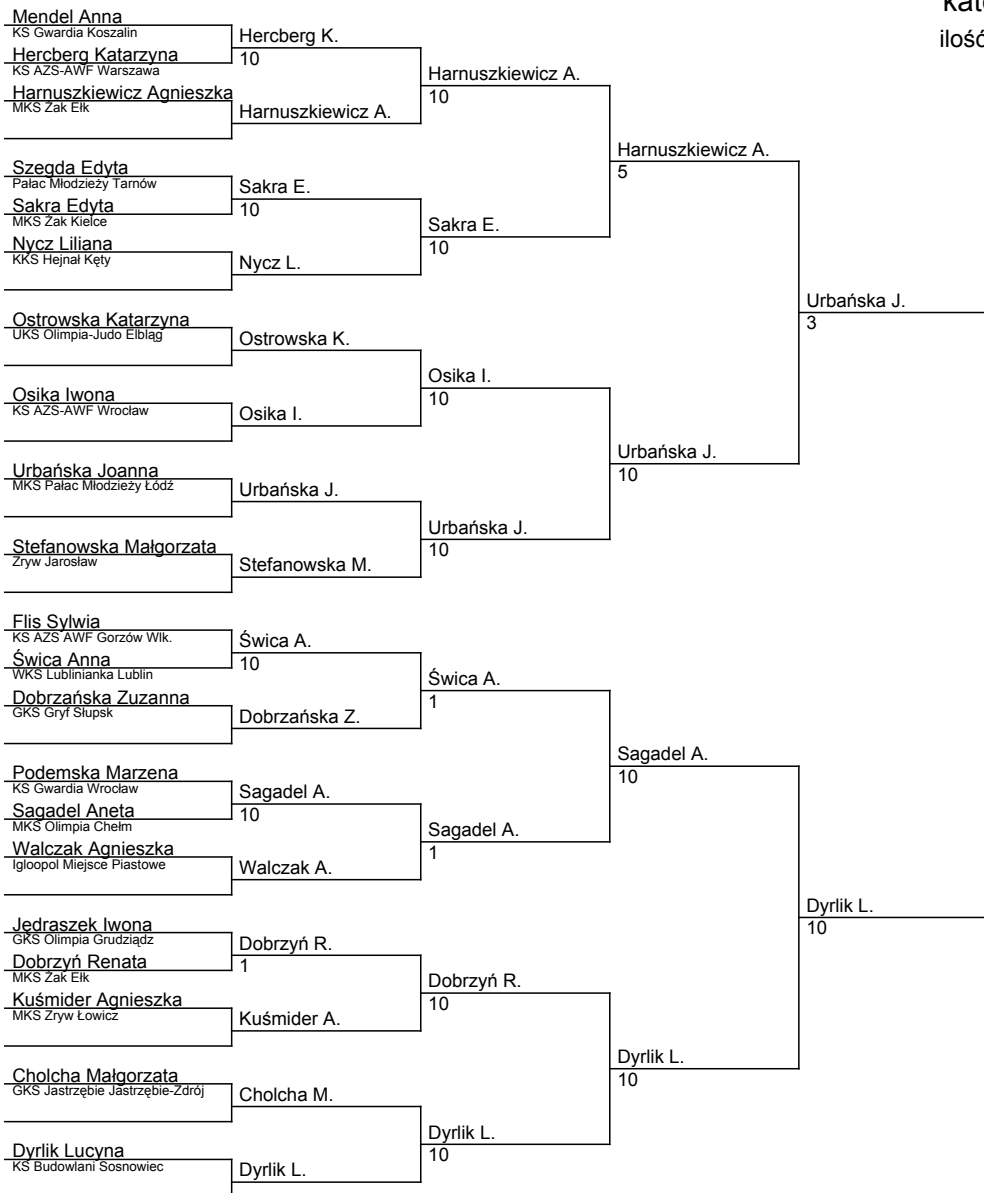 kat
ilość
Mendel Anna
KS Gwardia Koszalin
Hercberg Katarzyna
KS AZS-AWF Warszawa
Harnuszkiewicz Agnieszka
MKS Żak Ełk
Szegda Edyta
Pałac Młodzieży Tarnów
Sakra Edyta
MKS Żak Kielce
Nycz Liliana
KKS Hejnał Kęty
Ostrowska Katarzyna
UKS Olimpia-Judo Elbląg
Osika Iwona
KS AZS-AWF Wrocław
Urbańska Joanna
MKS Pałac Młodzieży Łódź
Stefanowska Małgorzata
Zryw Jarosław
Flis Sylwia
KS AZS AWF Gorzów Wlk.
Świca Anna
WKS Lublinianka Lublin
Dobrzańska Zuzanna
GKS Gryf Słupsk
Podemska Marzena
KS Gwardia Wrocław
Sagadel Aneta
MKS Olimpia Chełm
Walczak Agnieszka
Igloopol Miejsce Piastowe
Jędraszek Iwona
GKS Olimpia Grudziądz
Dobrzyń Renata
MKS Żak Ełk
Kuśmider Agnieszka
MKS Zryw Łowicz
Cholcha Małgorzata
GKS Jastrzębie Jastrzębie-Zdrój
Dyrlik Lucyna
KS Budowlani Sosnowiec
Hercberg K.
10
Harnuszkiewicz A.
Sakra E.
10
Nycz L.
Ostrowska K.
Osika I.
Urbańska J.
Stefanowska M.
Świca A.
10
Dobrzańska Z.
Sagadel A.
10
Walczak A.
Dobrzyń R.
1
Kuśmider A.
Cholcha M.
Dyrlik L.
Harnuszkiewicz A.
10
Sakra E.
10
Osika I.
10
Urbańska J.
10
Świca A.
1
Sagadel A.
1
Dobrzyń R.
10
Dyrlik L.
10
Harnuszkiewicz A.
5
Urbańska J.
10
Sagadel A.
10
Dyrlik L.
10
Urbańska J.
3
Dyrlik L.
10